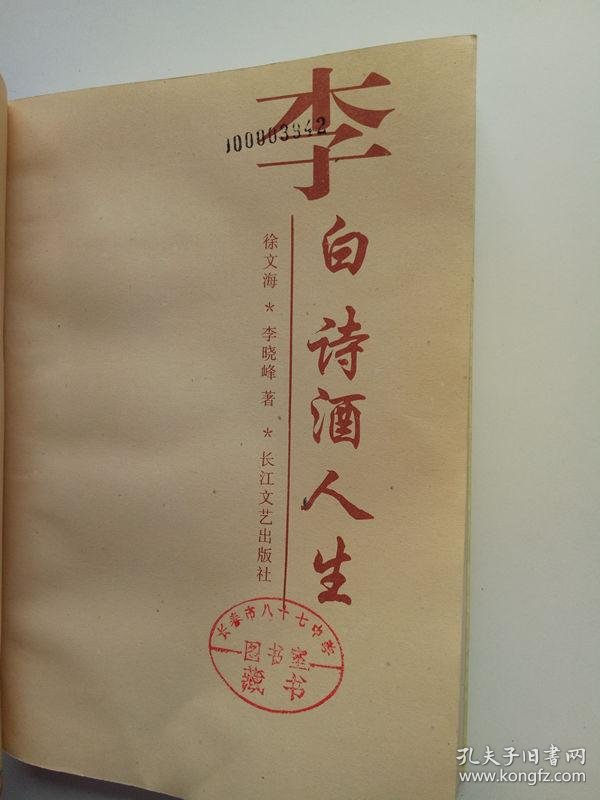 李白诗酒人生
100003942
徐文海 * 李晓峰 著 * 长江文艺出版社
长春市八十七中学
图书室
藏书
孔夫子旧书网
www.kongfz.com